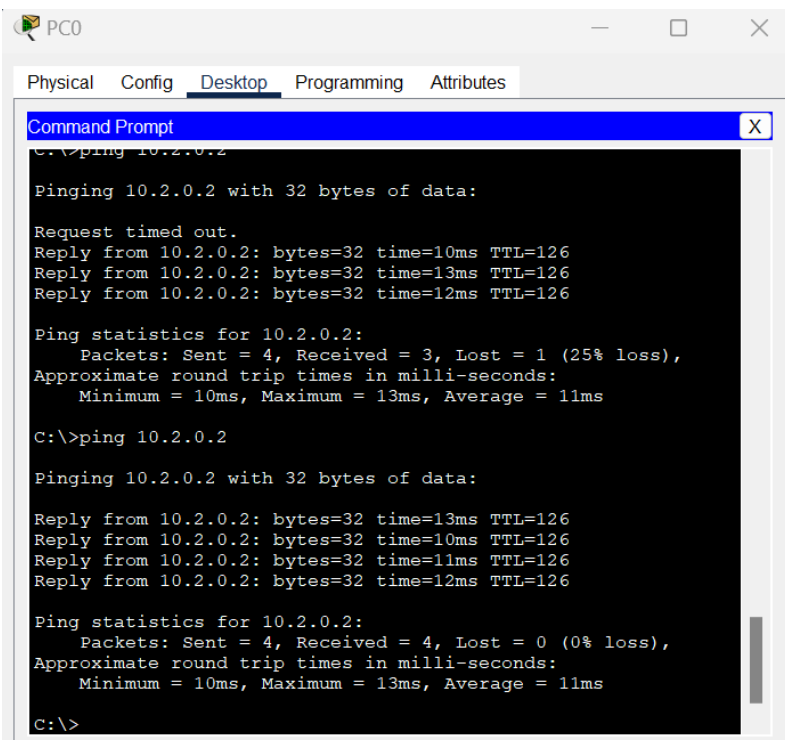 PC0
Physical Config Desktop Programming Attributes
Command Prompt X
C:\>ping 10.2.0.2
Pinging 10.2.0.2 with 32 bytes of data:
Request timed out.
Reply from 10.2.0.2: bytes=32 time=10ms TTL=126
Reply from 10.2.0.2: bytes=32 time=13ms TTL=126
Reply from 10.2.0.2: bytes=32 time=12ms TTL=126
Ping statistics for 10.2.0.2:
Packets: Sent = 4, Received = 3, Lost = 1 (25% loss),
Approximate round trip times in milli-seconds:
Minimum = 10ms, Maximum = 13ms, Average = 11ms
C:\>ping 10.2.0.2
Pinging 10.2.0.2 with 32 bytes of data:
Reply from 10.2.0.2: bytes=32 time=13ms TTL=126
Reply from 10.2.0.2: bytes=32 time=10ms TTL=126
Reply from 10.2.0.2: bytes=32 time=11ms TTL=126
Reply from 10.2.0.2: bytes=32 time=12ms TTL=126
Ping statistics for 10.2.0.2:
Packets: Sent = 4, Received = 4, Lost = 0 (0% loss),
Approximate round trip times in milli-seconds:
Minimum = 10ms, Maximum = 13ms, Average = 11ms
C:\>